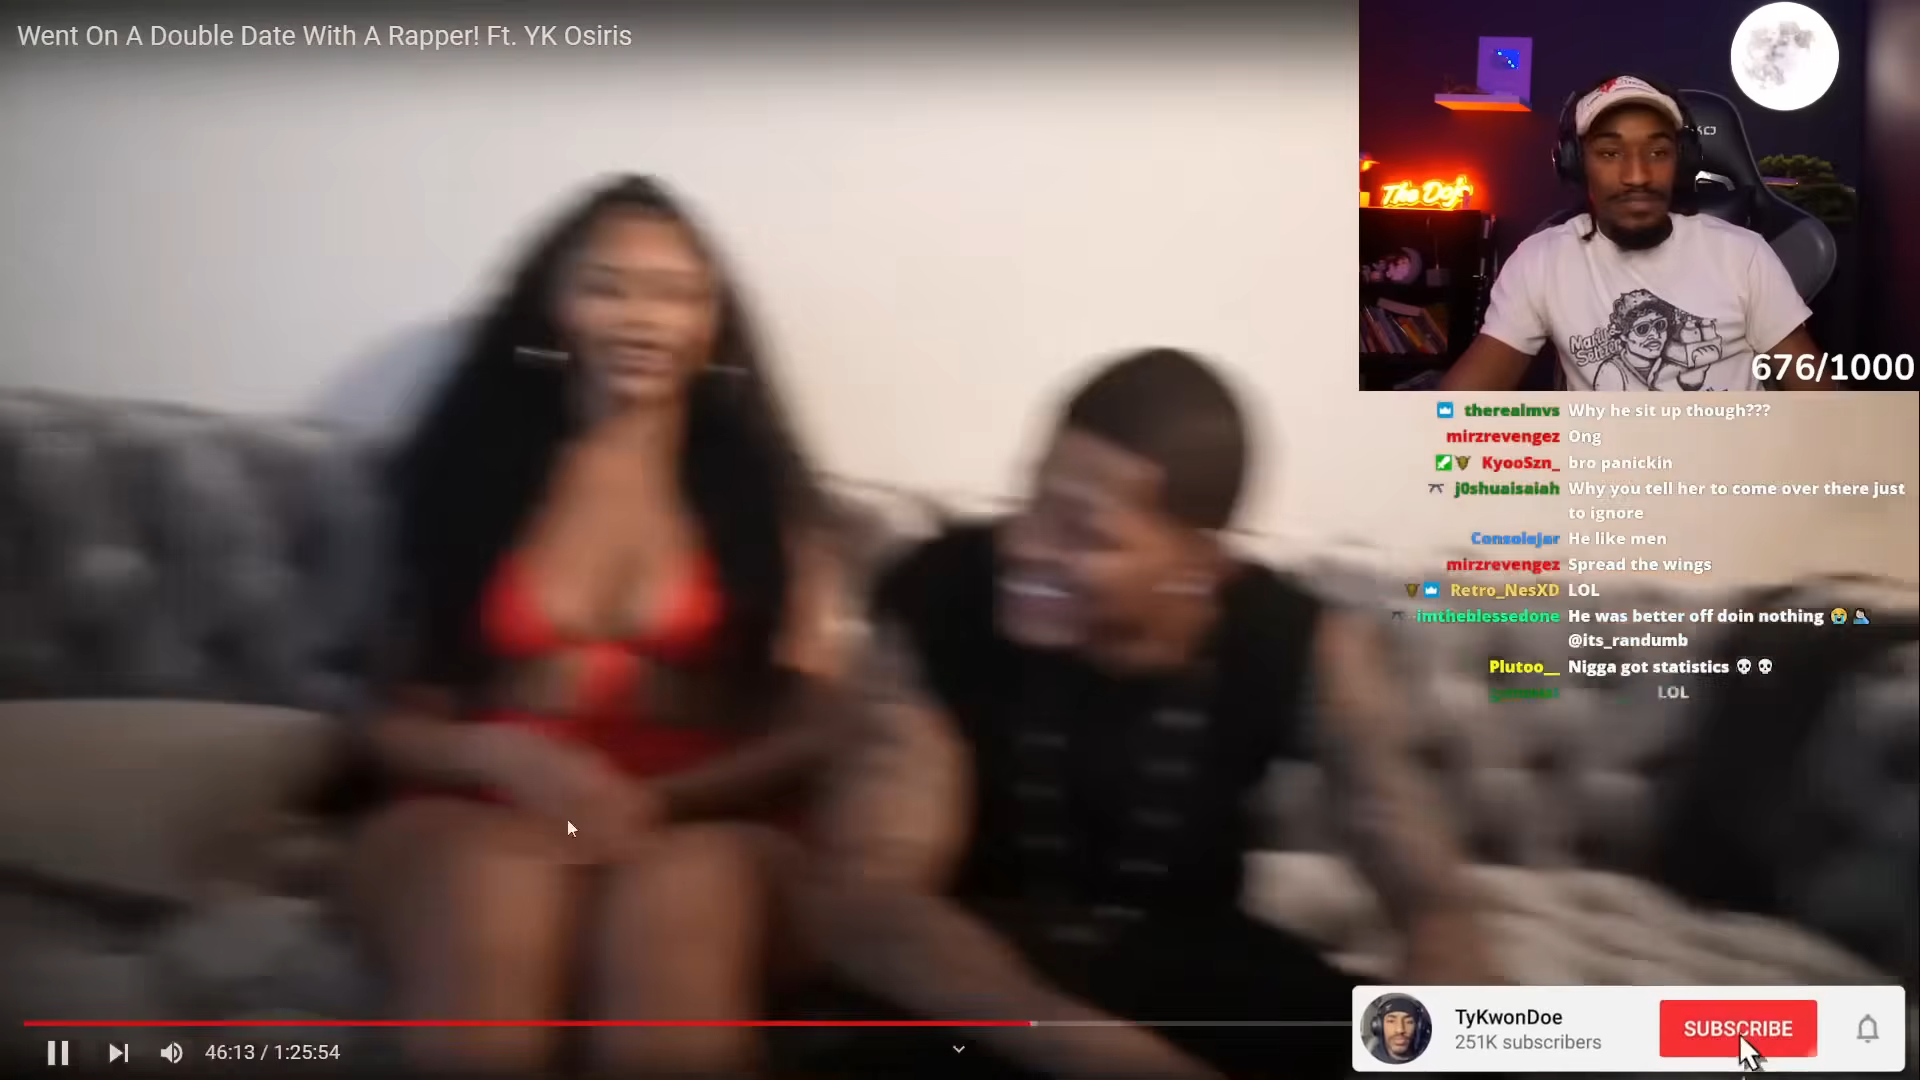 Went On A Double Date With A Rapper! Ft. YK Osiris
The Dojo
676/1000
therealmvs Why he sit up though???
mirzrevengez Ong
KyooSzn_ bro panickin
j0shuaisaiah Why you tell her to come over there just
to ignore
ConsoleJar He like men
mirzrevengez Spread the wings
Retro_NesXD LOL
imtheblessedone He was better off doin nothing 😭 🤦
@its_randumb
Plutoo__ Nigga got statistics 💀 💀
LOL
TyKwonDoe
251K subscribers
SUBSCRIBE
46:13 / 1:25:54